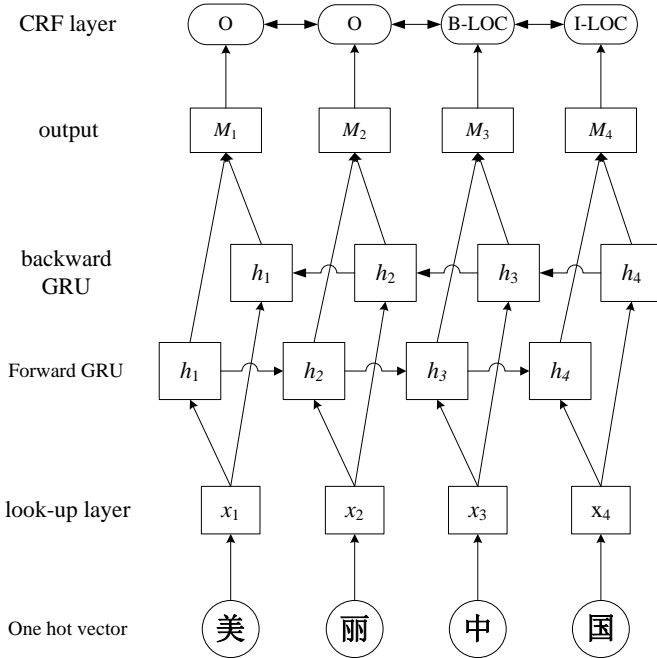 CRF layer O O B-LOC I-LOC
output M₁ M₂ M₃ M₄
backward
GRU
h₁ h₂ h₃ h₄
Forward GRU h₁ h₂ h₃ h₄
look-up layer x₁ x₂ x₃ x₄
One hot vector 美 丽 中 国